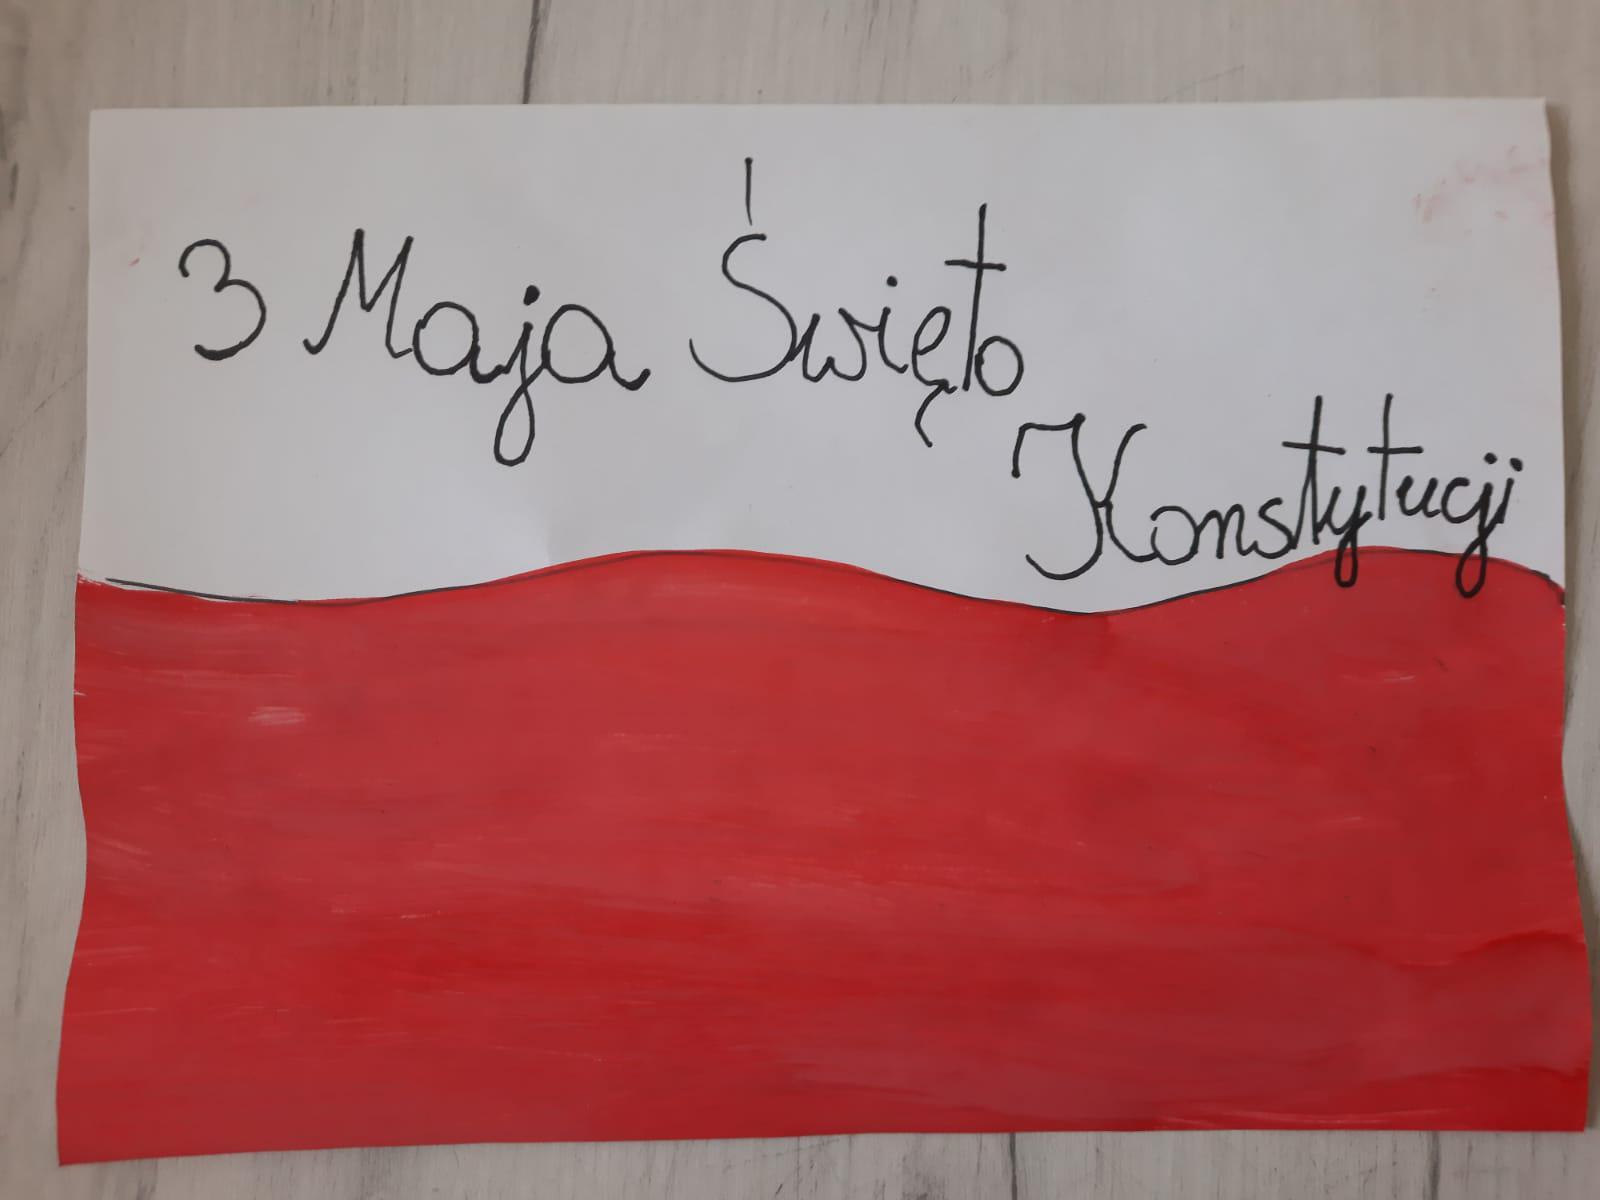 3 Maja Święto
Konstytucji